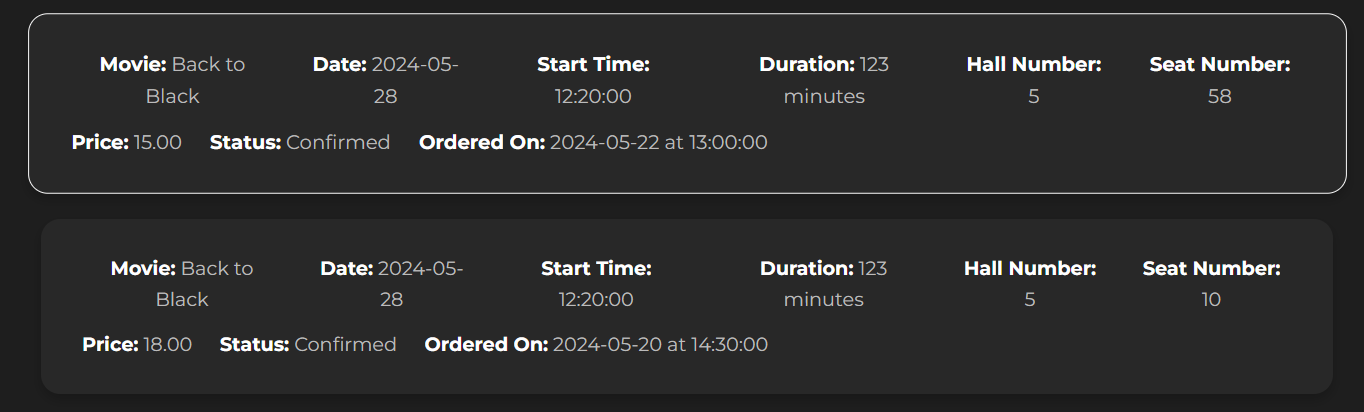 Movie: Back to Black
Date: 2024-05-28
Start Time: 12:20:00
Duration: 123 minutes
Hall Number: 5
Seat Number: 58
Price: 15.00
Status: Confirmed
Ordered On: 2024-05-22 at 13:00:00
Movie: Back to Black
Date: 2024-05-28
Start Time: 12:20:00
Duration: 123 minutes
Hall Number: 5
Seat Number: 10
Price: 18.00
Status: Confirmed
Ordered On: 2024-05-20 at 14:30:00